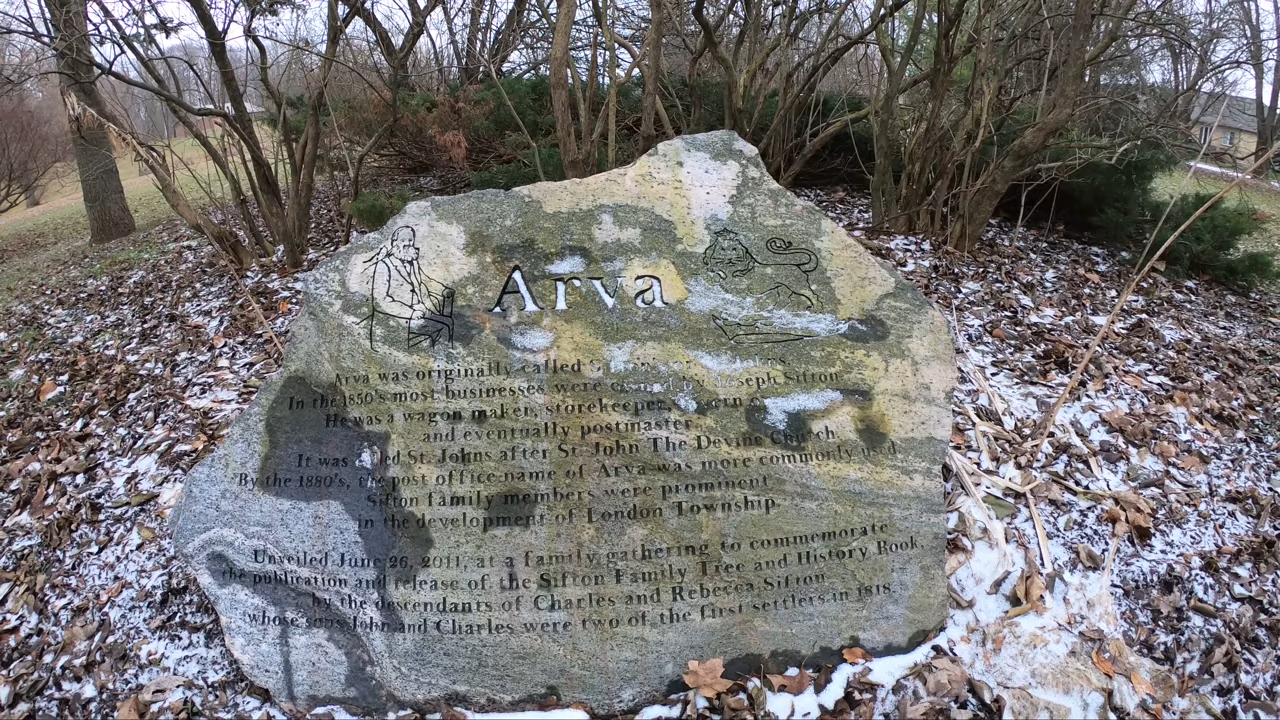 Arva
Arva was originally called
In the 1850's most businesses were owned by Joseph Sifton.
He was a wagon maker, storekeeper,
and eventually postmaster.
It was called St. Johns after St. John The Devine Church.
By the 1880's, the post office name of Arva was more commonly used.
Sifton family members were prominent
in the development of London Township.
Unveiled June 26, 2011, at a family gathering to commemorate
the publication and release of the Sifton Family Tree and History Book,
by the descendants of Charles and Rebecca Sifton
whose sons John and Charles were two of the first settlers in 1818.